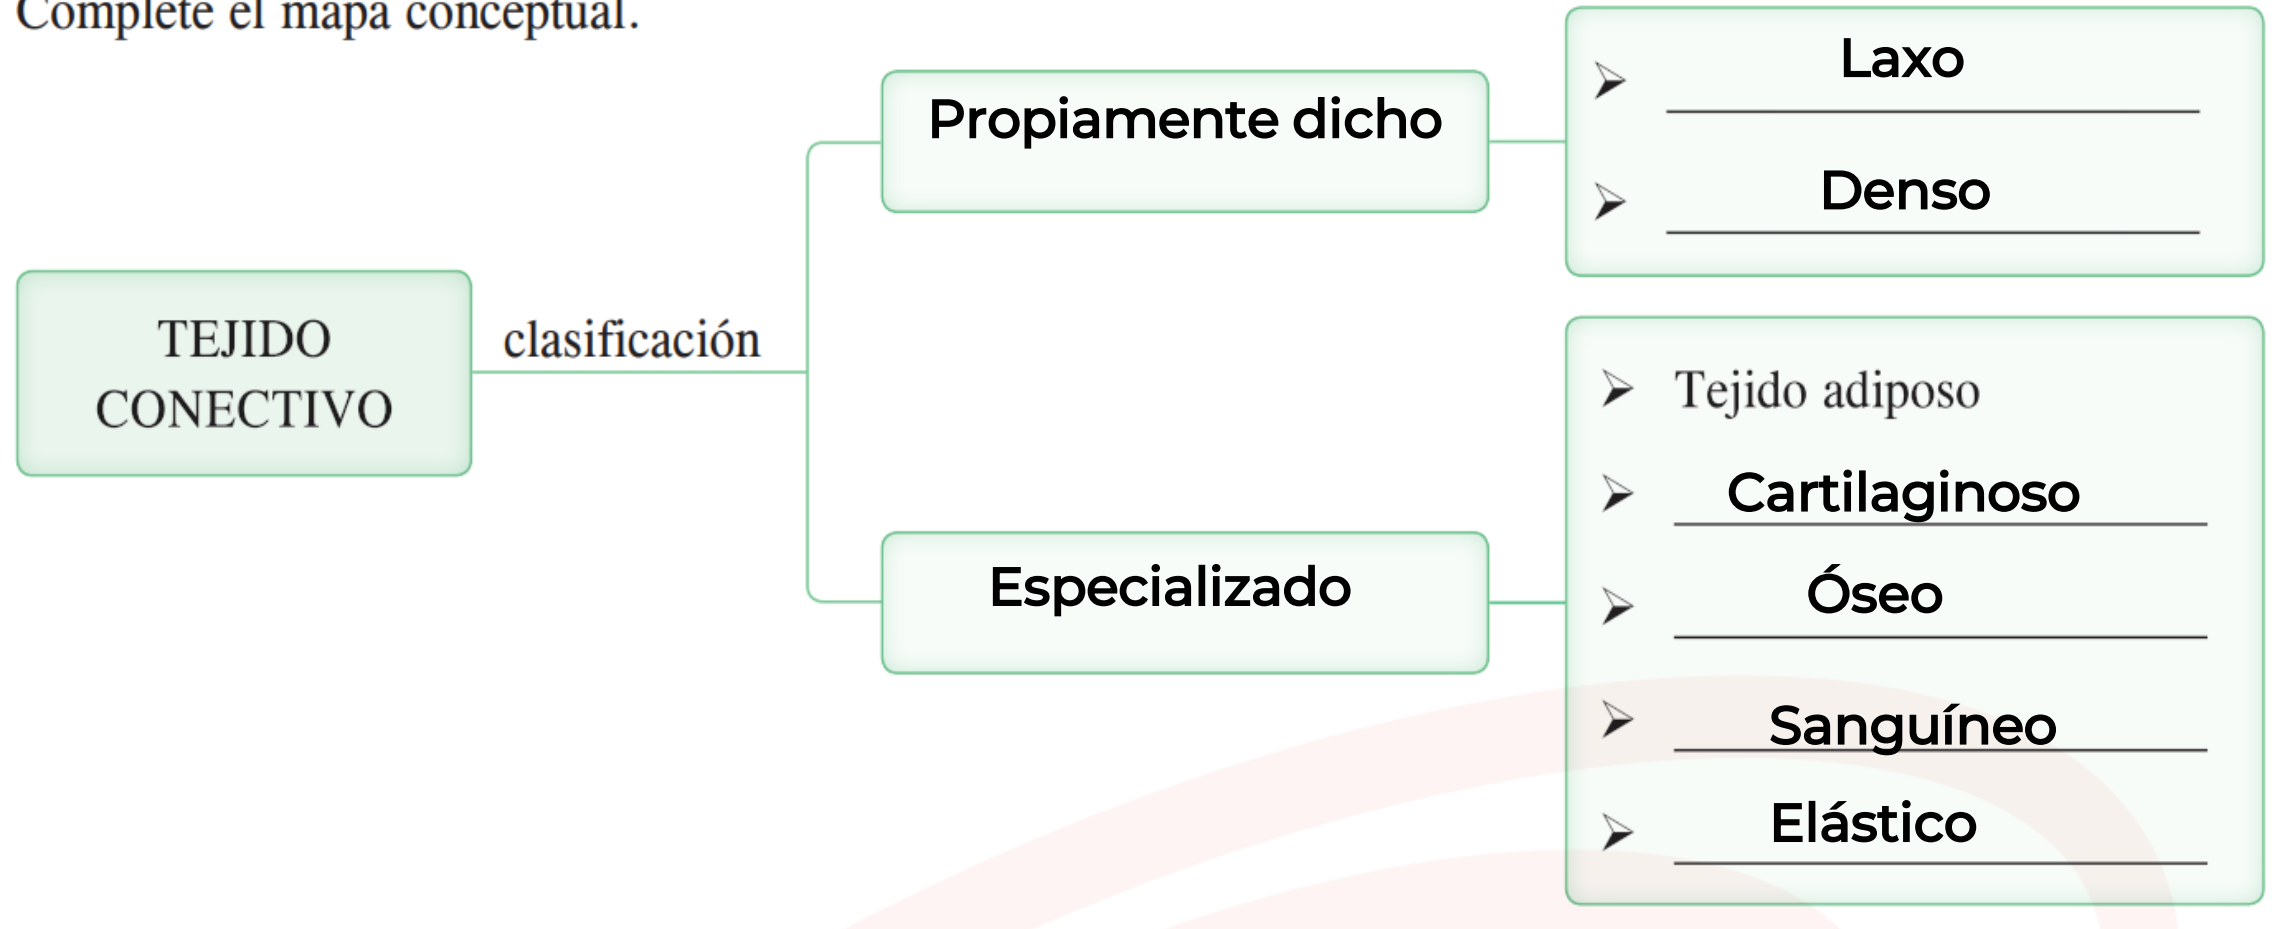 Complete el mapa conceptual.
TEJIDO
CONECTIVO
clasificación
Propiamente dicho
Laxo
Denso
Especializado
Tejido adiposo
Cartilaginoso
Óseo
Sanguíneo
Elástico